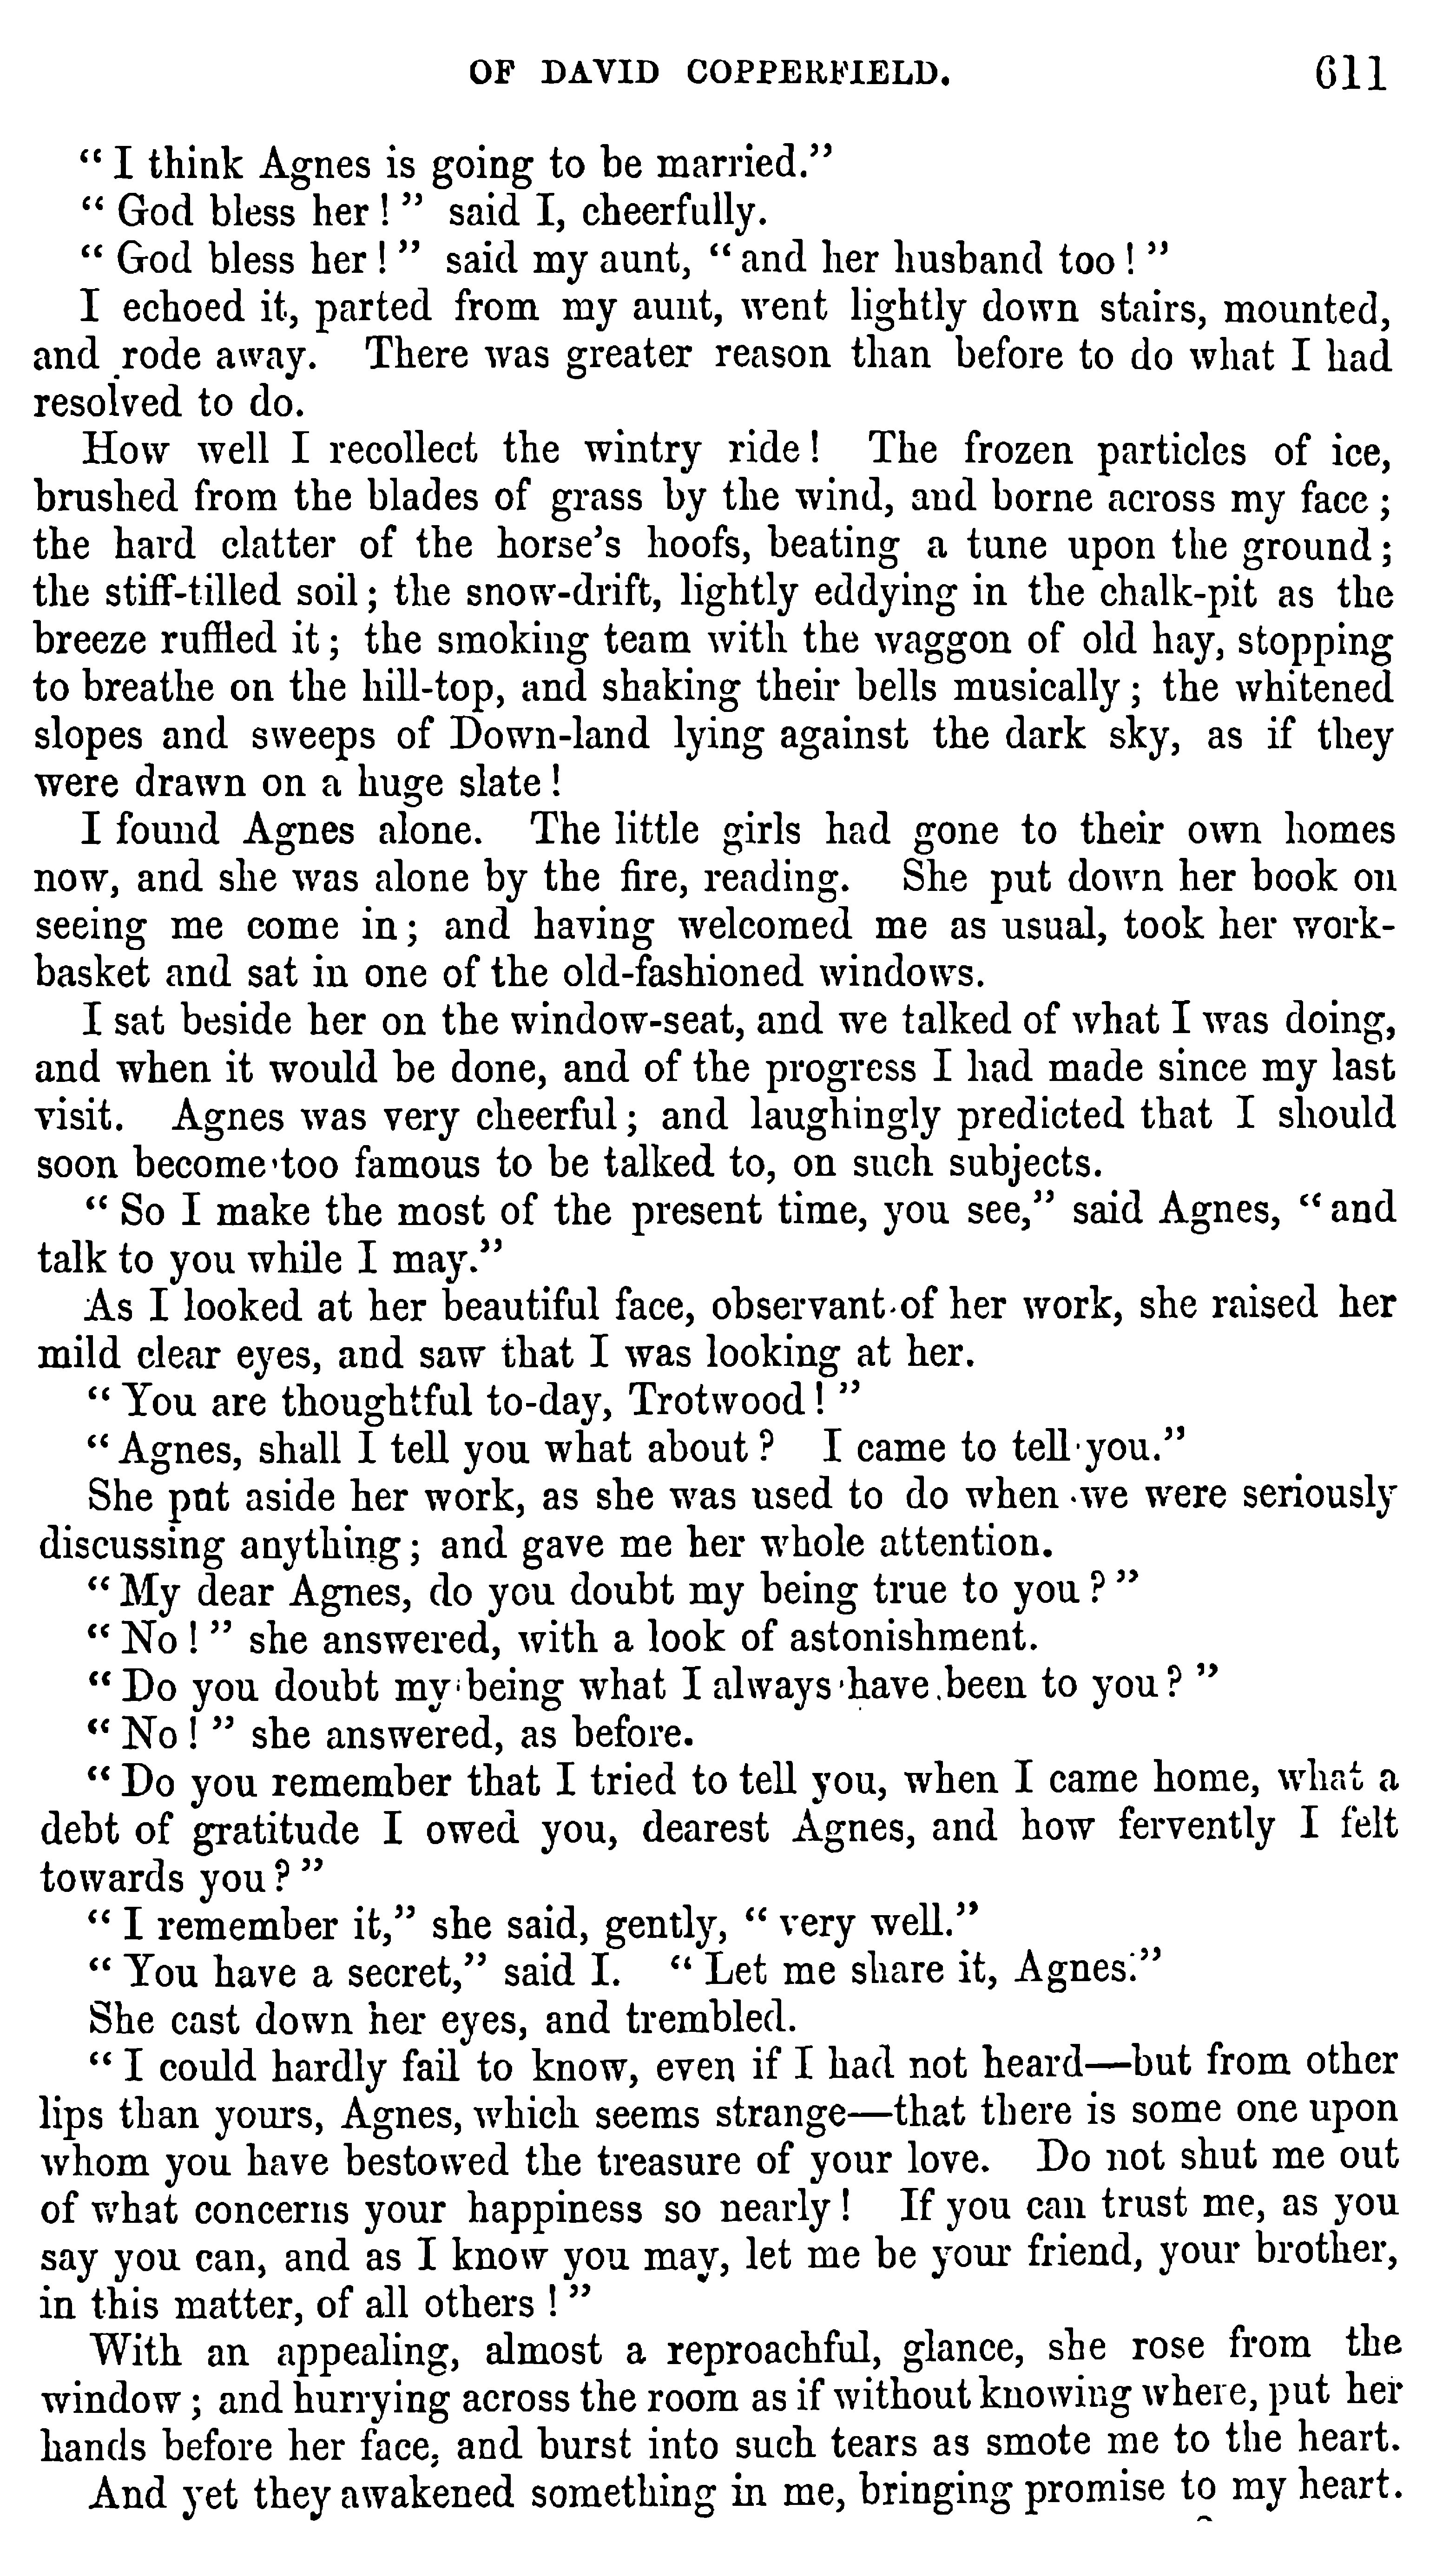 OF DAVID COPPERFIELD. 611
"I think Agnes is going to be married."
"God bless her!" said I, cheerfully.
"God bless her!" said my aunt, "and her husband too!"
I echoed it, parted from my aunt, went lightly down stairs, mounted,
and rode away. There was greater reason than before to do what I had
resolved to do.
How well I recollect the wintry ride! The frozen particles of ice,
brushed from the blades of grass by the wind, and borne across my face;
the hard clatter of the horse's hoofs, beating a tune upon the ground;
the stiff-tilled soil; the snow-drift, lightly eddying in the chalk-pit as the
breeze ruffled it; the smoking team with the waggon of old hay, stopping
to breathe on the hill-top, and shaking their bells musically; the whitened
slopes and sweeps of Down-land lying against the dark sky, as if they
were drawn on a huge slate!
I found Agnes alone. The little girls had gone to their own homes
now, and she was alone by the fire, reading. She put down her book on
seeing me come in; and having welcomed me as usual, took her work-
basket and sat in one of the old-fashioned windows.
I sat beside her on the window-seat, and we talked of what I was doing,
and when it would be done, and of the progress I had made since my last
visit. Agnes was very cheerful; and laughingly predicted that I should
soon become too famous to be talked to, on such subjects.
"So I make the most of the present time, you see," said Agnes, "and
talk to you while I may."
As I looked at her beautiful face, observant of her work, she raised her
mild clear eyes, and saw that I was looking at her.
"You are thoughtful to-day, Trotwood!"
"Agnes, shall I tell you what about? I came to tell you."
She put aside her work, as she was used to do when we were seriously
discussing anything; and gave me her whole attention.
"My dear Agnes, do you doubt my being true to you?"
"No!" she answered, with a look of astonishment.
"Do you doubt my being what I always have been to you?"
"No!" she answered, as before.
"Do you remember that I tried to tell you, when I came home, what a
debt of gratitude I owed you, dearest Agnes, and how fervently I felt
towards you?"
"I remember it," she said, gently, "very well."
"You have a secret," said I. "Let me share it, Agnes."
She cast down her eyes, and trembled.
"I could hardly fail to know, even if I had not heard—but from other
lips than yours, Agnes, which seems strange—that there is some one upon
whom you have bestowed the treasure of your love. Do not shut me out
of what concerns your happiness so nearly! If you can trust me, as you
say you can, and as I know you may, let me be your friend, your brother,
in this matter, of all others!"
With an appealing, almost a reproachful, glance, she rose from the
window; and hurrying across the room as if without knowing where, put her
hands before her face, and burst into such tears as smote me to the heart.
And yet they awakened something in me, bringing promise to my heart.